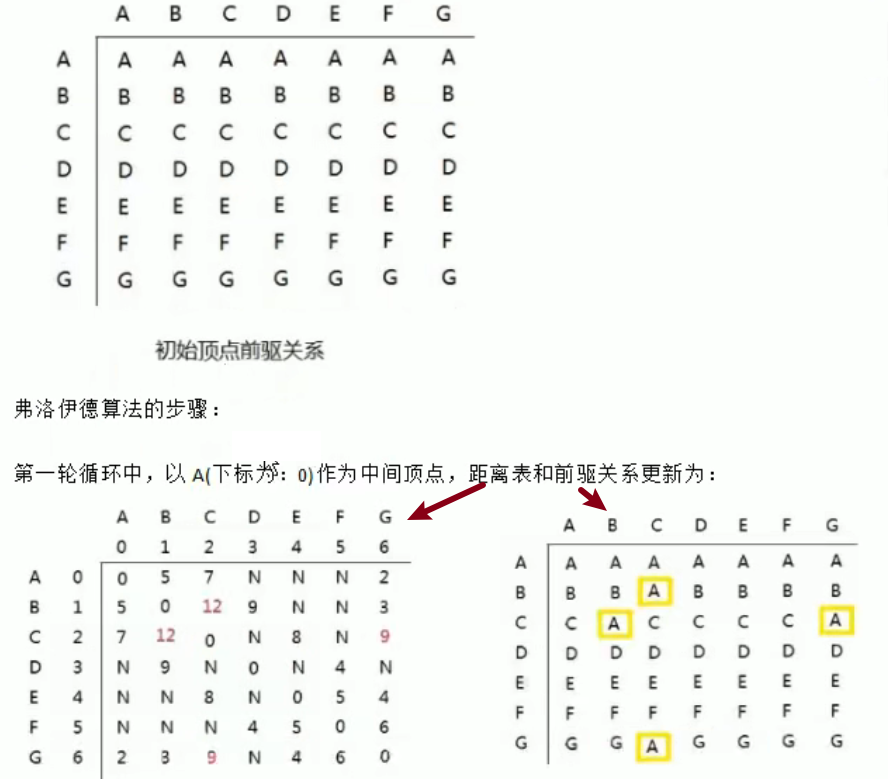 A B C D E F G
A A A A A A A A
B B B B B B B B
C C C C C C C C
D D D D D D D D
E E E E E E E E
F F F F F F F F
G G G G G G G G
初始顶点前驱关系
弗洛伊德算法的步骤：
第一轮循环中，以 A(下标为：0)作为中间顶点，距离表和前驱关系更新为：
A B C D E F G
0 1 2 3 4 5 6
A 0 0 5 7 N N N 2
B 1 5 0 12 9 N N 3
C 2 7 12 0 N 8 N 9
D 3 N 9 N 0 N 4 N
E 4 N N 8 N 0 5 4
F 5 N N N 4 5 0 6
G 6 2 3 9 N 4 6 0
A B C D E F G
A A A A A A A A
B B B A B B B B
C C A C C C C A
D D D D D D D D
E E E E E E E E
F F F F F F F F
G G G A G G G G